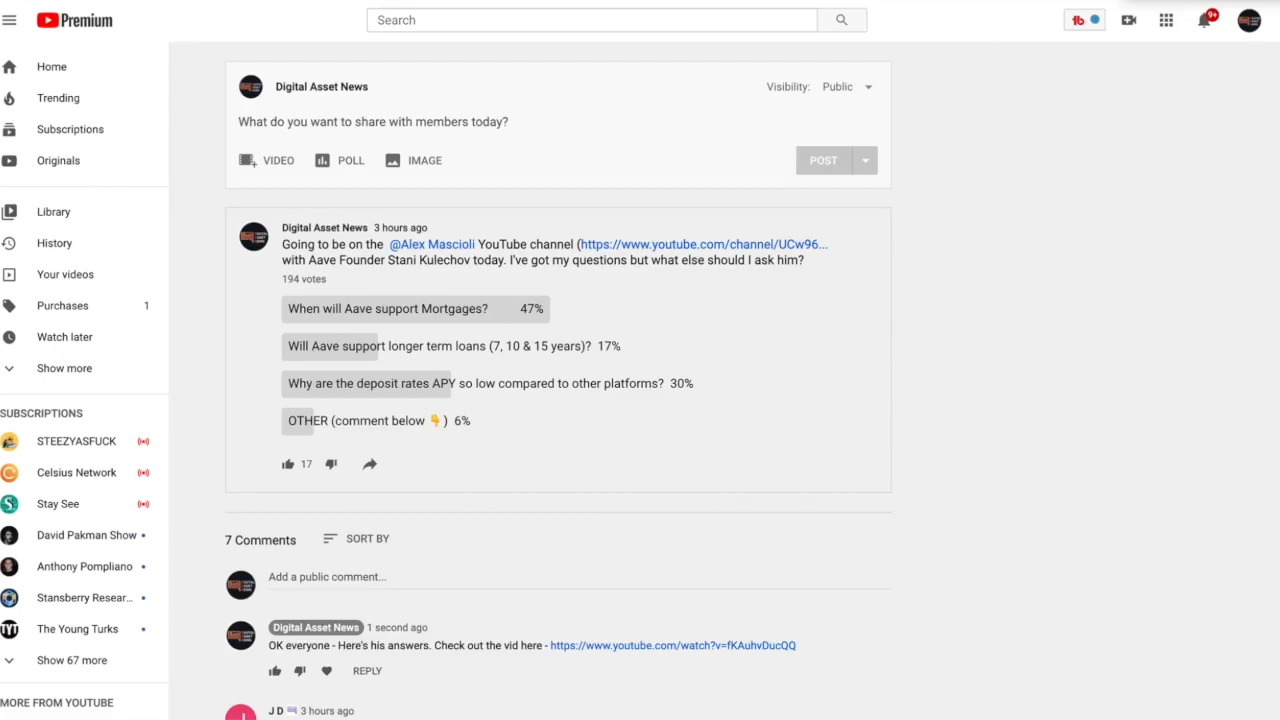 Premium
Search
tb
9+
Home
Trending
Subscriptions
Originals
Library
History
Your videos
Purchases 1
Watch later
Show more
SUBSCRIPTIONS
STEEZYASFUCK
Celsius Network
Stay See
David Pakman Show
Anthony Pompliano
Stansberry Resear...
The Young Turks
Show 67 more
MORE FROM YOUTUBE
Digital Asset News
Visibility: Public
What do you want to share with members today?
VIDEO POLL IMAGE
POST
Digital Asset News 3 hours ago
Going to be on the @Alex Mascioli YouTube channel (https://www.youtube.com/channel/UCw96...
with Aave Founder Stani Kulechov today. I've got my questions but what else should I ask him?
194 votes
When will Aave support Mortgages? 47%
Will Aave support longer term loans (7, 10 & 15 years)? 17%
Why are the deposit rates APY so low compared to other platforms? 30%
OTHER (comment below 👇) 6%
17
7 Comments SORT BY
Add a public comment...
Digital Asset News 1 second ago
OK everyone - Here's his answers. Check out the vid here - https://www.youtube.com/watch?v=fKAuhvDucQQ
REPLY
J D 3 hours ago